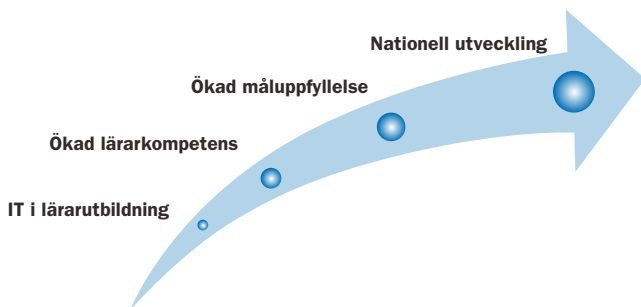 Nationell utveckling
Ökad måluppfyllelse
Ökad lärarkompetens
IT i lärarutbildning